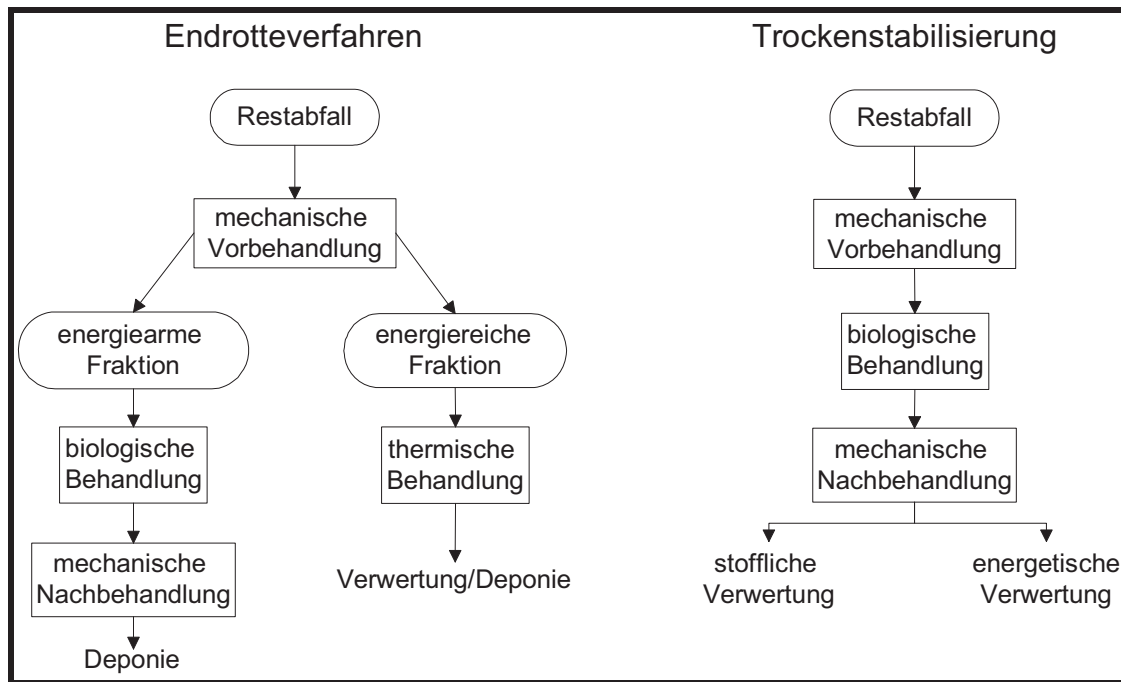 Endrotteverfahren
Restabfall
mechanische
Vorbehandlung
energiearme
Fraktion
energiereiche
Fraktion
biologische
Behandlung
thermische
Behandlung
mechanische
Nachbehandlung
Verwertung/Deponie
Deponie
Trockenstabilisierung
Restabfall
mechanische
Vorbehandlung
biologische
Behandlung
mechanische
Nachbehandlung
stoffliche
Verwertung
energetische
Verwertung